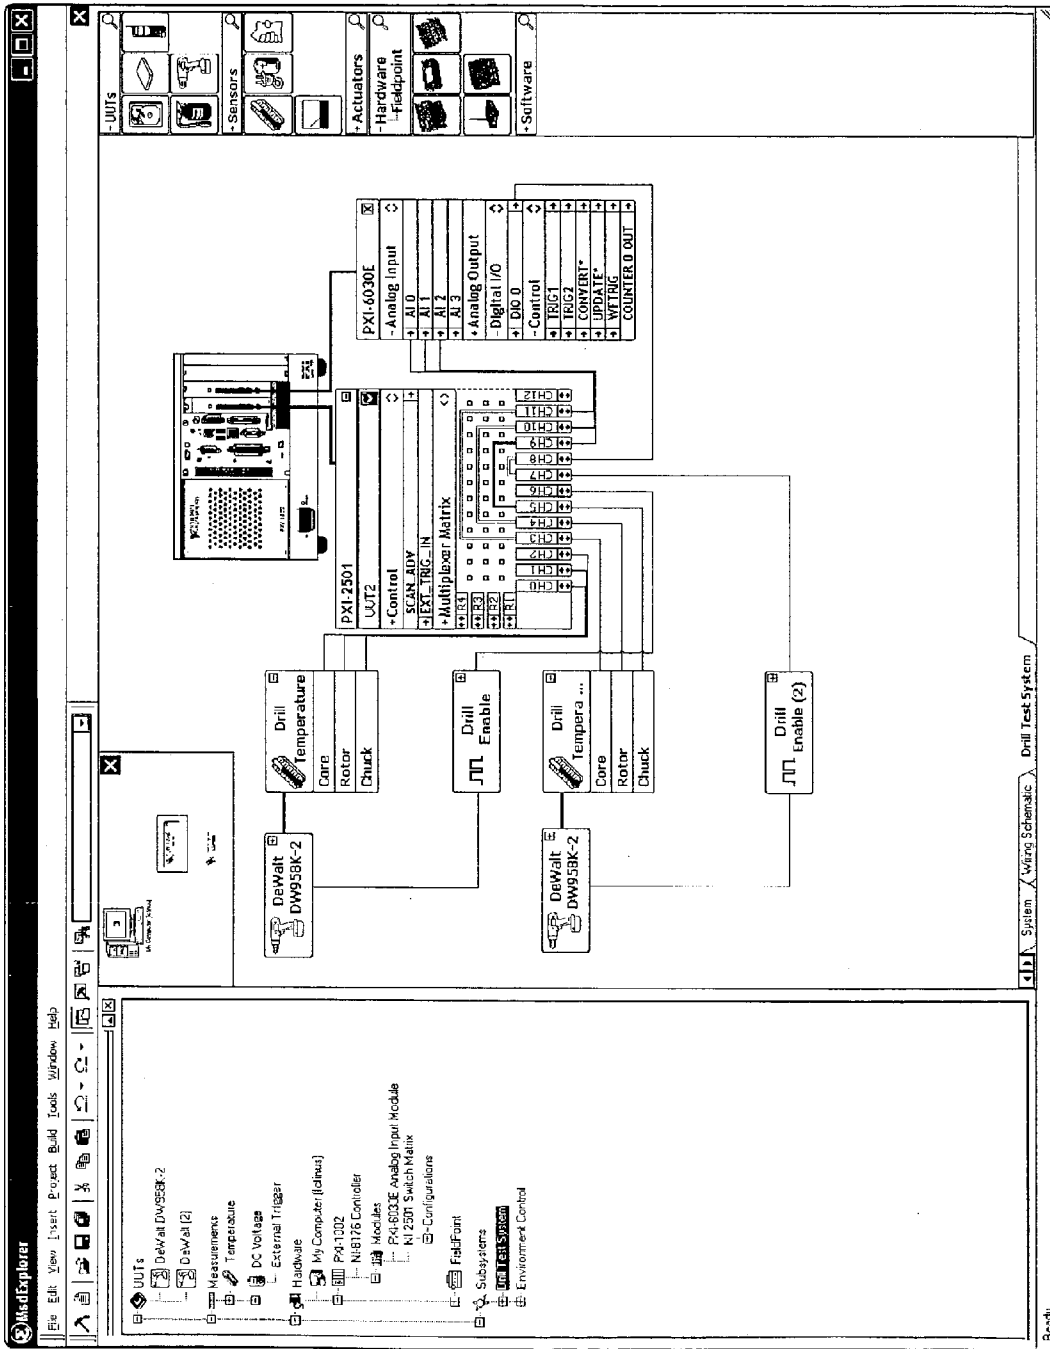 MsdExplorer
File Edit View Insert Project Build Tools Window Help
UUTs
DeWalt DW958K-2
DeWalt (2)
Measurements
Temperature
DC Voltage
External Trigger
Hardware
My Computer (Ictinus)
PXI-1002
NI-8176 Controller
Modules
PXI-6030E Analog Input Module
NI 2501 Switch Matrix
Configurations
FieldPoint
Subsystems
Unit Test System
Environment Control
DeWalt
DW958K-2
Drill
Temperature
Core
Rotor
Chuck
Drill
Enable
DeWalt
DW958K-2
Drill
Tempera ...
Core
Rotor
Chuck
Drill
Enable (2)
PXI-2501
UUT2
+Control
SCAN_ADV
EXT_TRIG_IN
+Multiplexer Matrix
R4
R3
R2
R1
CH0
CH1
CH2
CH3
CH4
CH5
CH6
CH7
CH8
CH9
CH10
CH11
CH12
PXI-6030E
-Analog Input
AI 0
AI 1
AI 2
AI 3
+Analog Output
-Digital I/O
DIO 0
-Control
TRIG1
TRIG2
CONVERT*
UPDATE*
WFTRIG
COUNTER 0 OUT
-UUTs
-Sensors
+Actuators
-Hardware
Fieldpoint
+Software
System
Wiring Schematic
Drill Test System
Ready